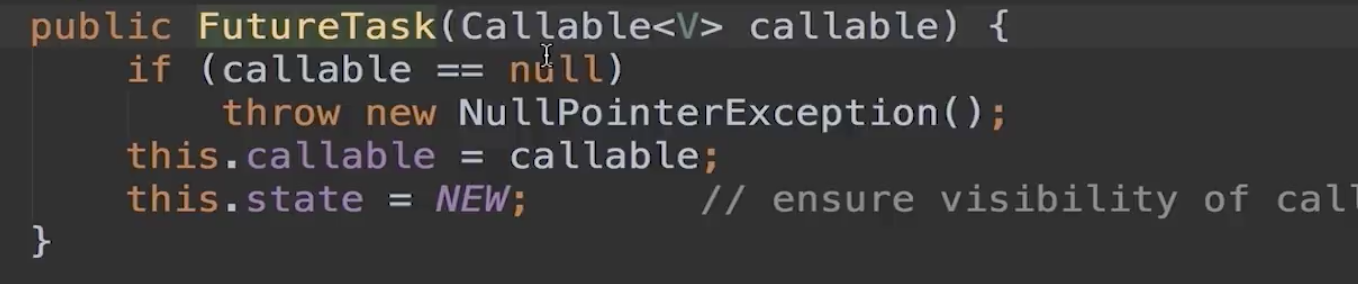 public FutureTask(Callable<V> callable) {
if (callable == null)
throw new NullPointerException();
this.callable = callable;
this.state = NEW; // ensure visibility of call
}